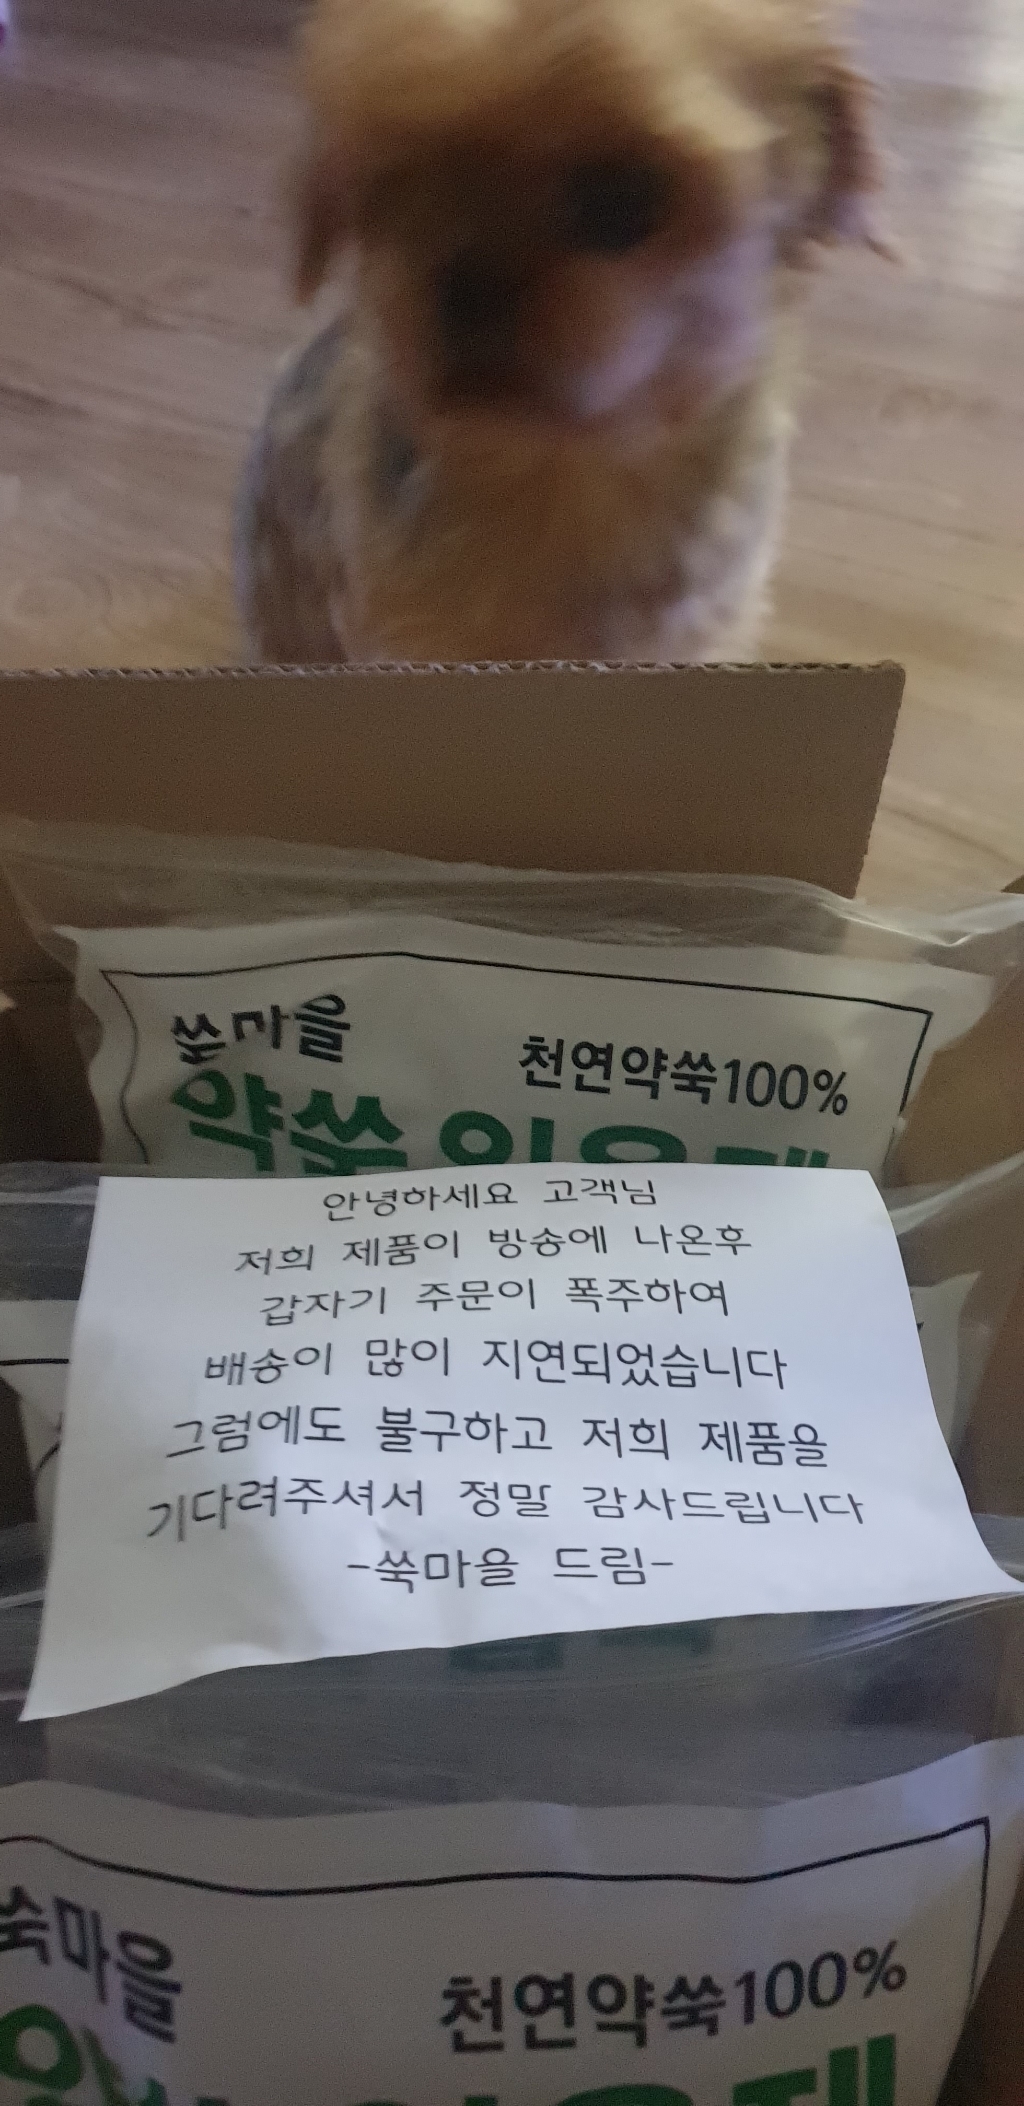 쑥마을
천연약쑥100%
약쑥
안녕하세요 고객님
저희 제품이 방송에 나온후
갑자기 주문이 폭주하여
배송이 많이 지연되었습니다
그럼에도 불구하고 저희 제품을
기다려주셔서 정말 감사드립니다
-쑥마을 드림-
쑥마을
천연약쑥100%